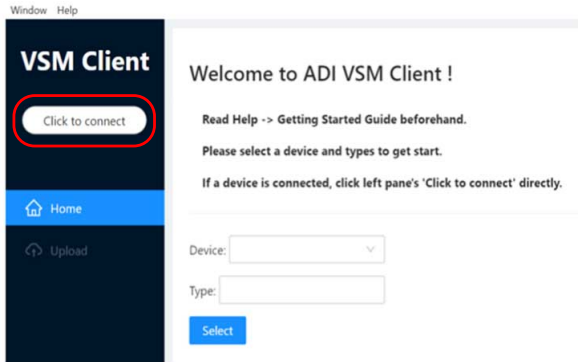 Window Help
VSM Client
Click to connect
Home
Upload
Welcome to ADI VSM Client !
Read Help -> Getting Started Guide beforehand.
Please select a device and types to get start.
If a device is connected, click left pane's 'Click to connect' directly.
Device:
Type:
Select